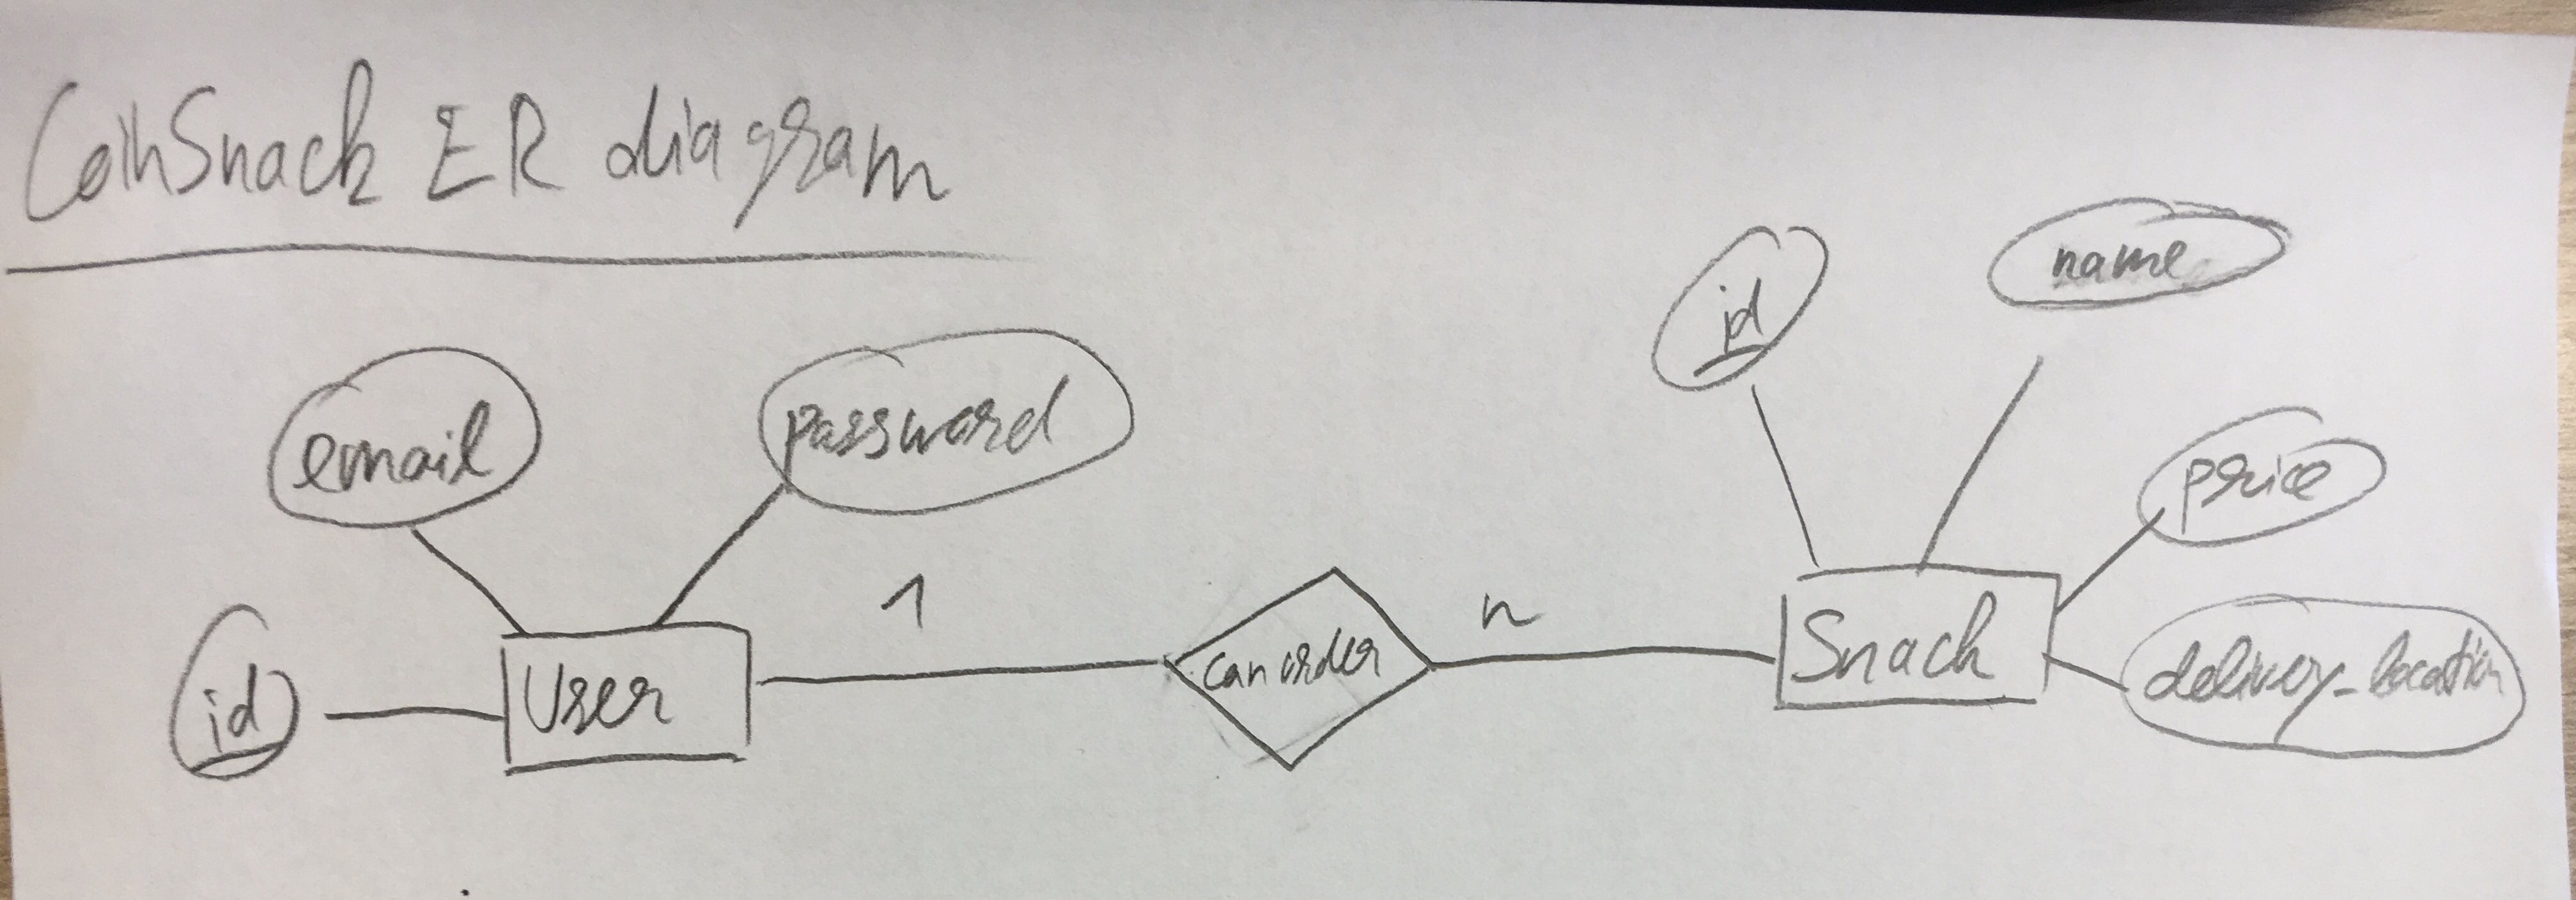 CoinSnack ER diagram
id
name
email
password
price
1
n
can order
Snack
delivery_location
id
User